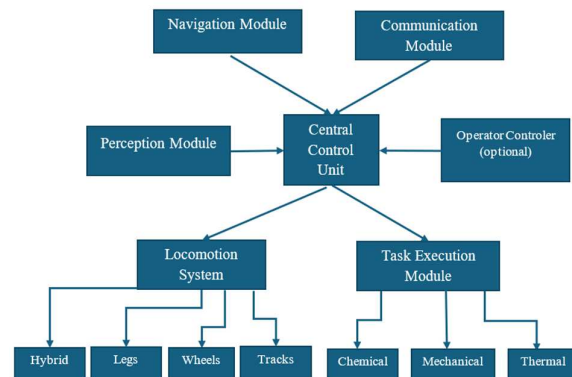 Navigation Module
Communication
Module
Perception Module
Central
Control
Unit
Operator Controler
(optional)
Locomotion
System
Task Execution
Module
Hybrid
Legs
Wheels
Tracks
Chemical
Mechanical
Thermal